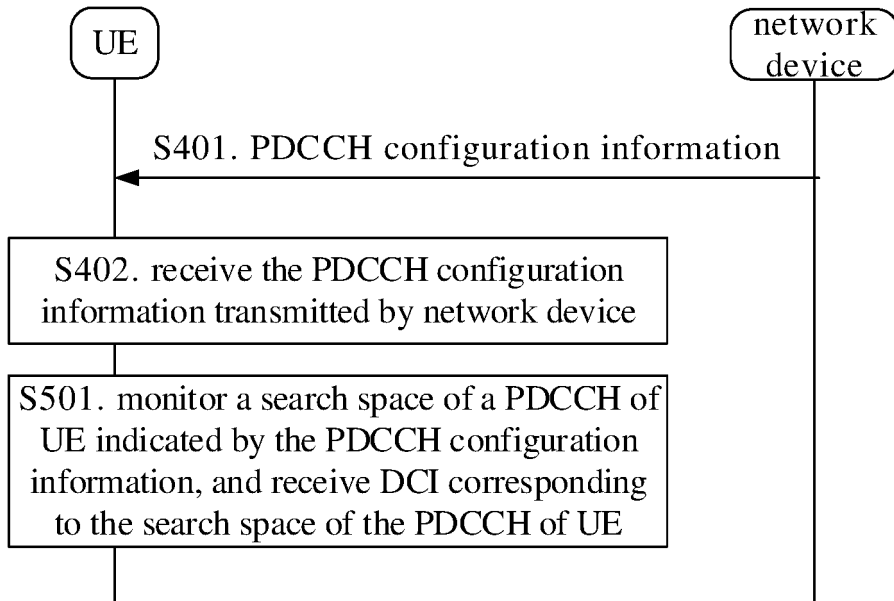 UE
network
device
S401. PDCCH configuration information
S402. receive the PDCCH configuration
information transmitted by network device
S501. monitor a search space of a PDCCH of
UE indicated by the PDCCH configuration
information, and receive DCI corresponding
to the search space of the PDCCH of UE